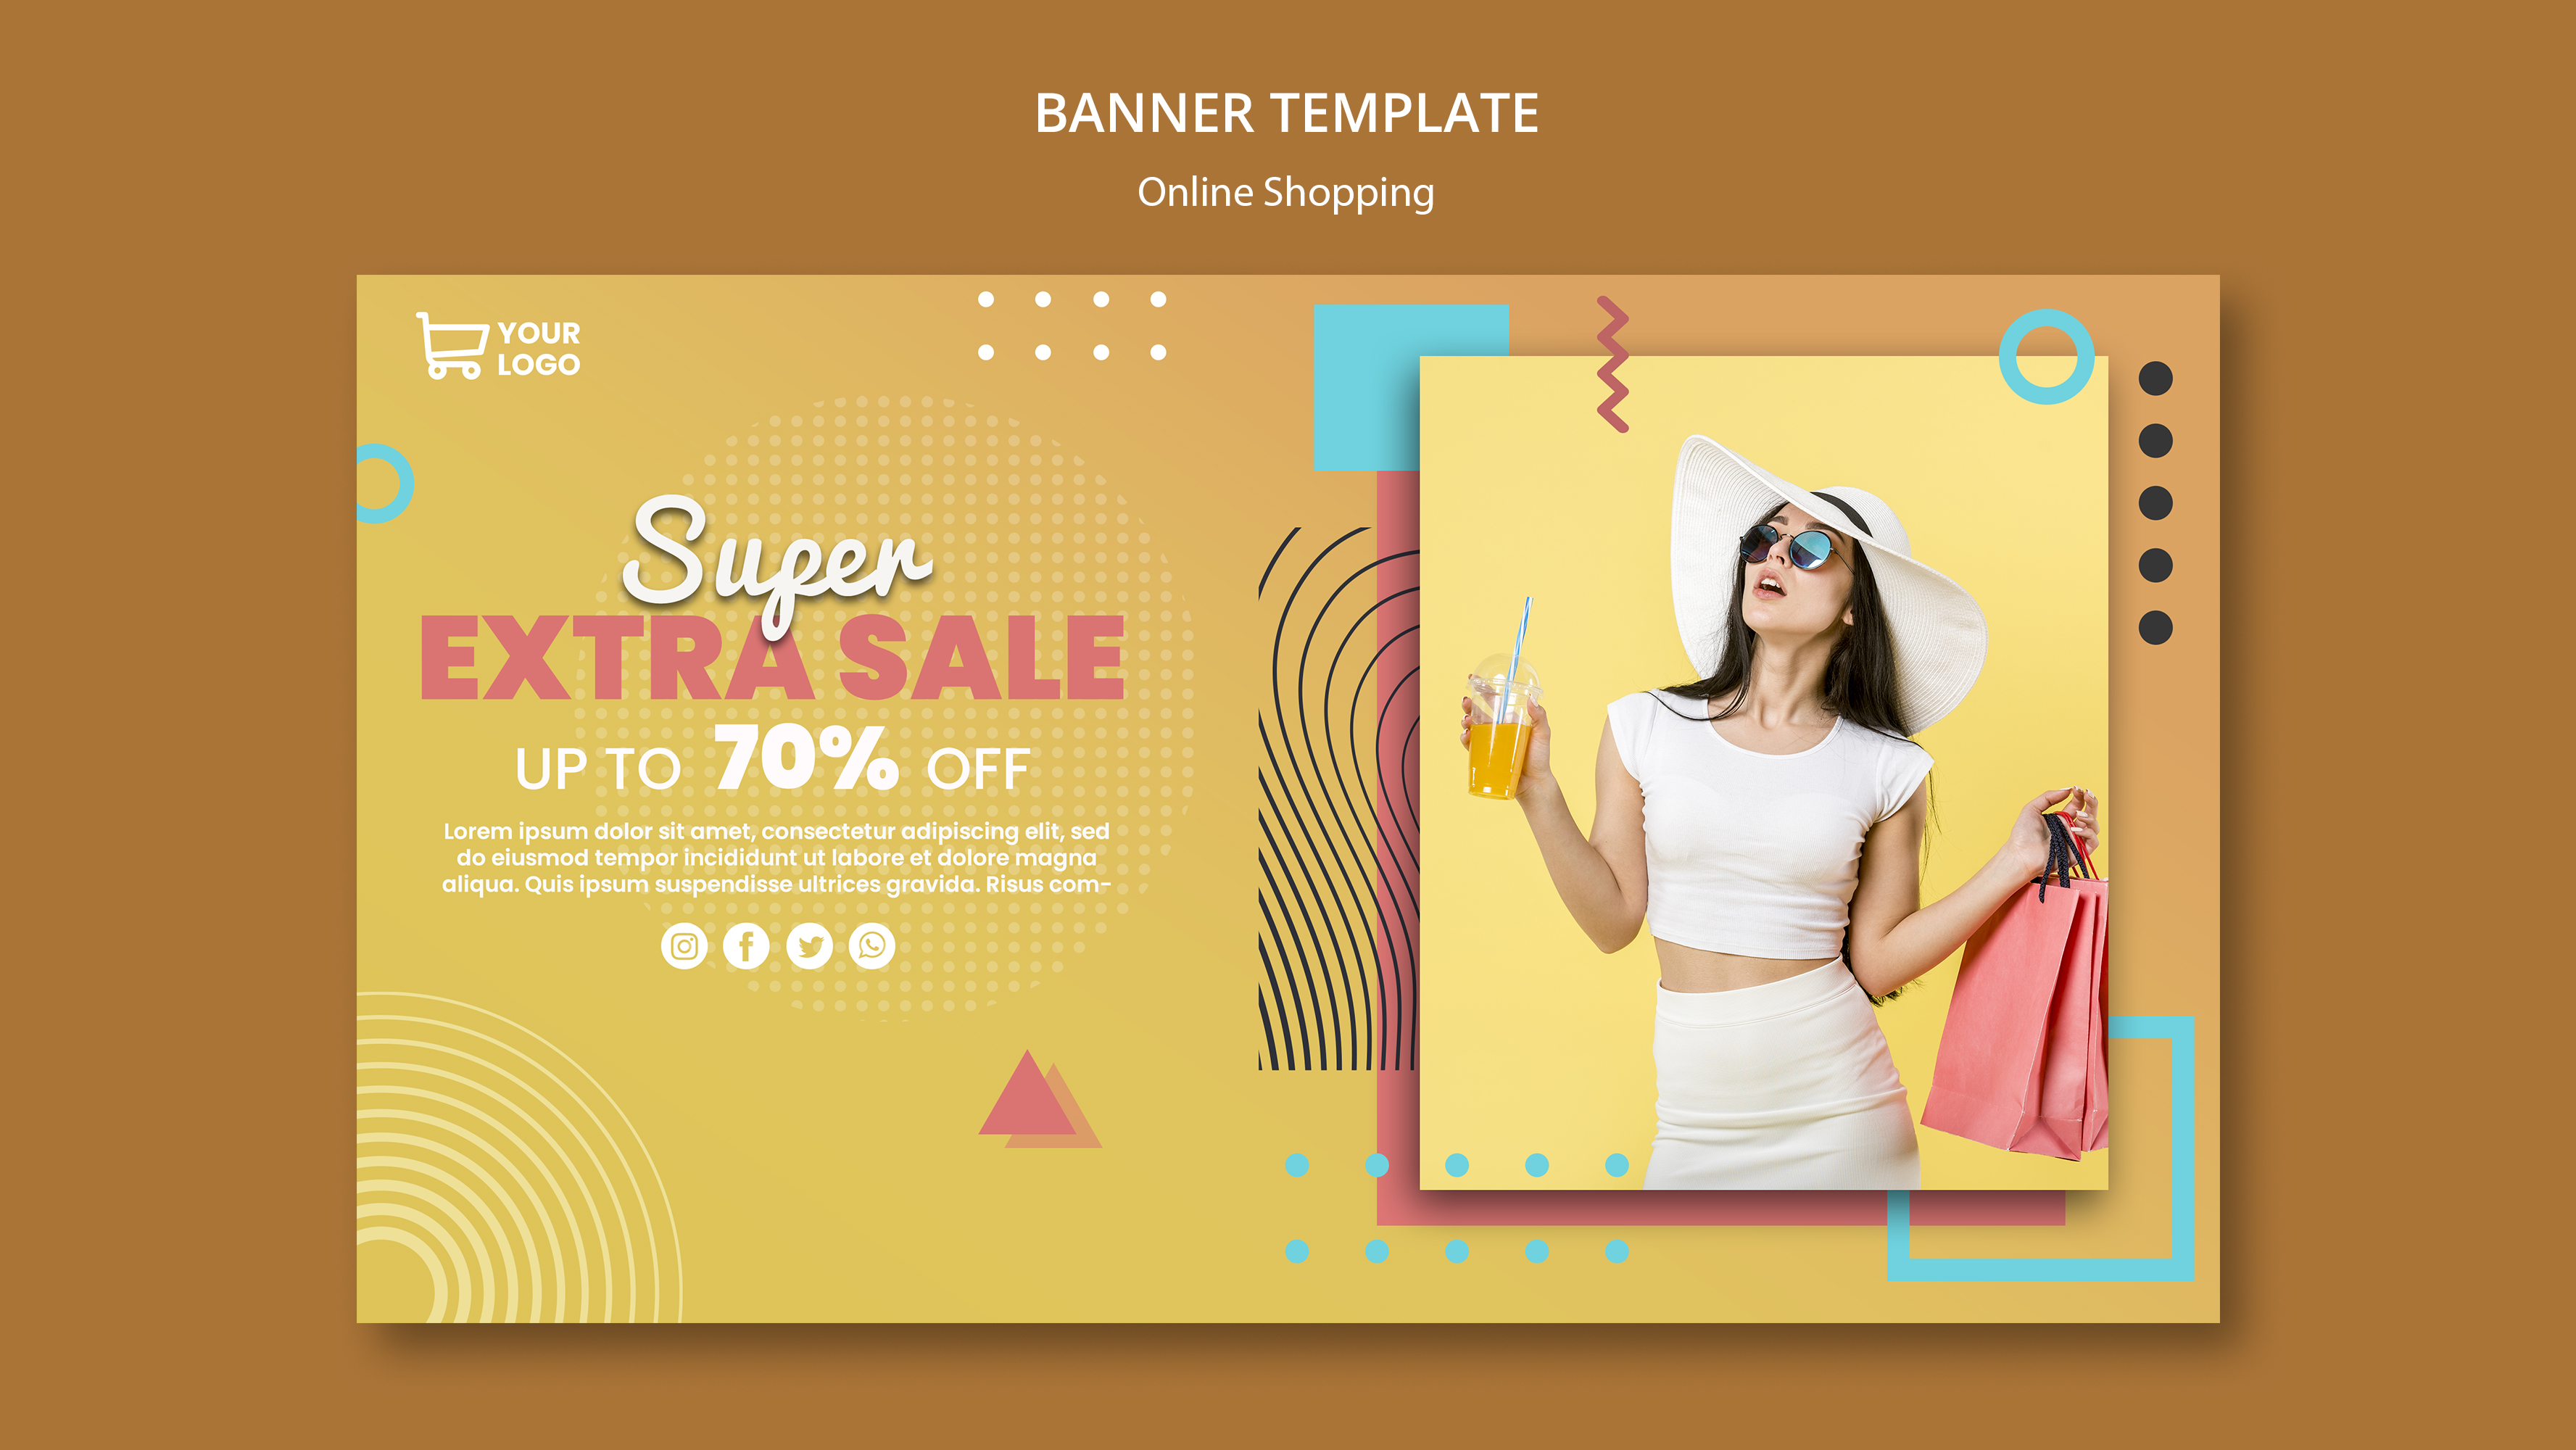 BANNER TEMPLATE
Online Shopping
YOUR
LOGO
Super
EXTRA SALE
UP TO 70% OFF
Lorem ipsum dolor sit amet, consectetur adipiscing elit, sed
do eiusmod tempor incididunt ut labore et dolore magna
aliqua. Quis ipsum suspendisse ultrices gravida. Risus com-